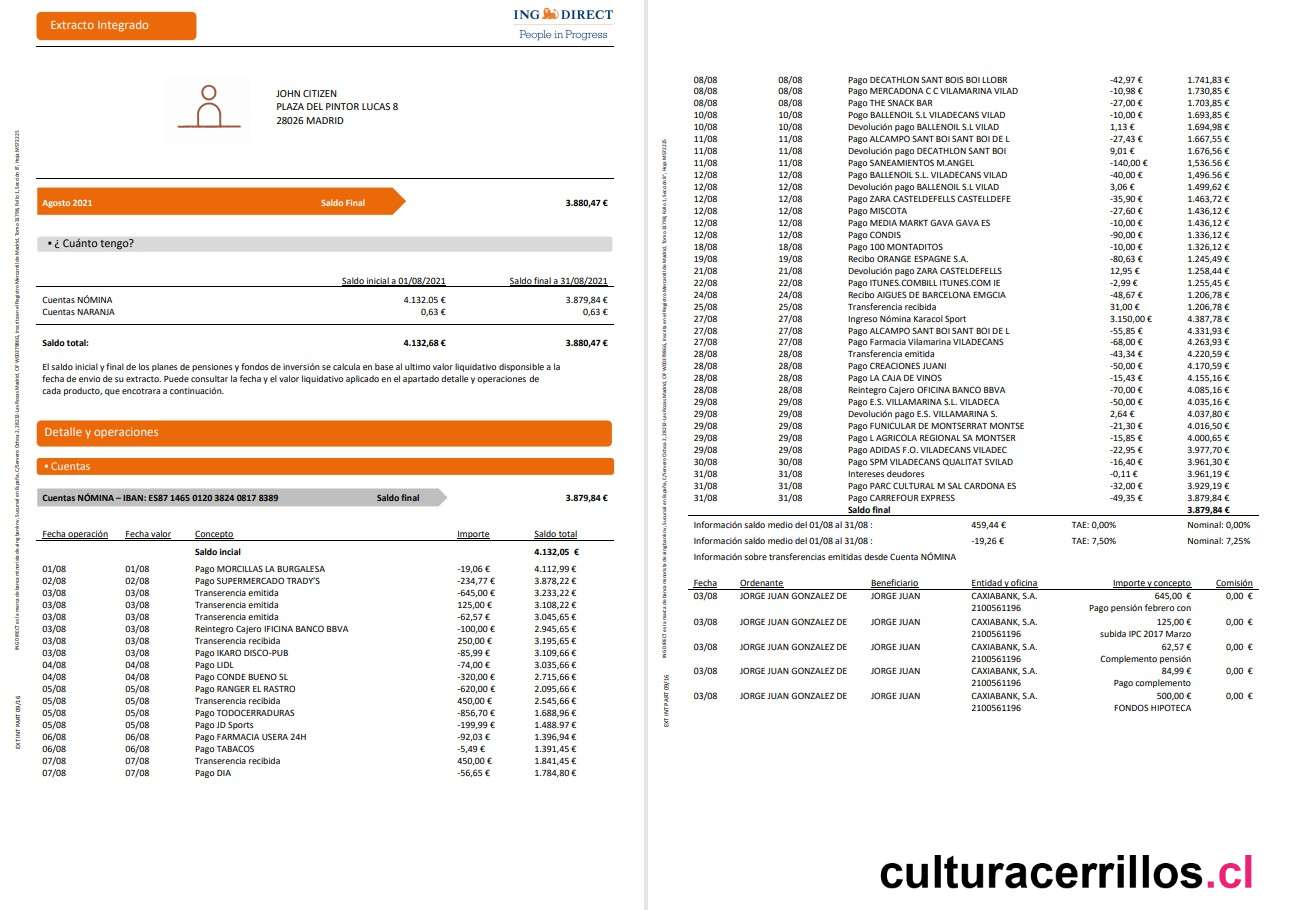 Extracto Integrado
ING DIRECT
People in Progress
JOHN CITIZEN
PLAZA DEL PINTOR LUCAS 8
28026 MADRID
Agosto 2021 Saldo Final 3.880,47 €
• ¿ Cuánto tengo?
Saldo inicial a 01/08/2021 Saldo final a 31/08/2021
Cuentas NÓMINA 4.132.05 € 3.879,84 €
Cuentas NARANJA 0,63 € 0,63 €
Saldo total: 4.132,68 € 3.880,47 €
El saldo inicial y final de los planes de pensiones y fondos de inversión se calcula en base al ultimo valor liquidativo disponible a la
fecha de envio de su extracto. Puede consultar la fecha y el valor liquidativo aplicado en el apartado detalle y operaciones de
cada producto, que encotrara a continuación.
Detalle y operaciones
• Cuentas
Cuentas NÓMINA – IBAN: ES87 1465 0120 3824 0817 8389 Saldo final 3.879,84 €
Fecha operación Fecha valor Concepto Importe Saldo total
Saldo incial 4.132,05 €
01/08 01/08 Pago MORCILLAS LA BURGALESA -19,06 € 4.112,99 €
02/08 02/08 Pago SUPERMERCADO TRADY'S -234,77 € 3.878,22 €
03/08 03/08 Transerencia emitida -645,00 € 3.233,22 €
03/08 03/08 Transerencia emitida 125,00 € 3.108,22 €
03/08 03/08 Transerencia emitida -62,57 € 3.045,65 €
03/08 03/08 Reintegro Cajero IFICINA BANCO BBVA -100,00 € 2.945,65 €
03/08 03/08 Transerencia recibida 250,00 € 3.195,65 €
03/08 03/08 Pago IKARO DISCO-PUB -85,99 € 3.109,66 €
04/08 04/08 Pago LIDL -74,00 € 3.035,66 €
04/08 04/08 Pago CONDE BUENO SL -320,00 € 2.715,66 €
05/08 05/08 Pago RANGER EL RASTRO -620,00 € 2.095,66 €
05/08 05/08 Transerencia recibida 450,00 € 2.545,66 €
05/08 05/08 Pago TODOCERRADURAS -856,70 € 1.688,96 €
05/08 05/08 Pago JD Sports -199,99 € 1.488.97 €
06/08 06/08 Pago FARMACIA USERA 24H -92,03 € 1.396,94 €
06/08 06/08 Pago TABACOS -5,49 € 1.391,45 €
07/08 07/08 Transerencia recibida 450,00 € 1.841,45 €
07/08 07/08 Pago DIA -56,65 € 1.784,80 €
EXT INT PART 09/16
08/08 08/08 Pago DECATHLON SANT BOIS BOI LLOBR -42,97 € 1.741,83 €
08/08 08/08 Pago MERCADONA C C VILAMARINA VILAD -10,98 € 1.730,85 €
08/08 08/08 Pago THE SNACK BAR -27,00 € 1.703,85 €
10/08 10/08 Pago BALLENOIL S.L VILADECANS VILAD -10,00 € 1.693,85 €
10/08 10/08 Devolución pago BALLENOIL S.L VILAD 1,13 € 1.694,98 €
11/08 11/08 Pago ALCAMPO SANT BOI SANT BOI DE L -27,43 € 1.667,55 €
11/08 11/08 Devolución pago DECATHLON SANT BOI 9,01 € 1.676,56 €
11/08 11/08 Pago SANEAMIENTOS M.ANGEL -140,00 € 1,536.56 €
12/08 12/08 Pago BALLENOIL S.L. VILADECANS VILAD -40,00 € 1,496.56 €
12/08 12/08 Devolución pago BALLENOIL S.L VILAD 3,06 € 1.499,62 €
12/08 12/08 Pago ZARA CASTELDEFELLS CASTELLDEFE -35,90 € 1.463,72 €
12/08 12/08 Pago MISCOTA -27,60 € 1.436,12 €
12/08 12/08 Pago MEDIA MARKT GAVA GAVA ES -10,00 € 1.436,12 €
12/08 12/08 Pago CONDIS -90,00 € 1.336,12 €
18/08 18/08 Pago 100 MONTADITOS -10,00 € 1.326,12 €
19/08 19/08 Recibo ORANGE ESPAGNE S.A. -80,63 € 1.245,49 €
21/08 21/08 Devolución pago ZARA CASTELDEFELLS 12,95 € 1.258,44 €
22/08 22/08 Pago ITUNES.COMBILL ITUNES.COM IE -2,99 € 1.255,45 €
24/08 24/08 Recibo AIGUES DE BARCELONA EMGCIA -48,67 € 1.206,78 €
25/08 25/08 Transferencia recibida 31,00 € 1.206,78 €
27/08 27/08 Ingreso Nómina Karacol Sport 3.150,00 € 4.387,78 €
27/08 27/08 Pago ALCAMPO SANT BOI SANT BOI DE L -55,85 € 4.331,93 €
27/08 27/08 Pago Farmacia Vilamarina VILADECANS -68,00 € 4.263,93 €
28/08 28/08 Transferencia emitida -43,34 € 4.220,59 €
28/08 28/08 Pago CREACIONES JUANI -50,00 € 4.170,59 €
28/08 28/08 Pago LA CAJA DE VINOS -15,43 € 4.155,16 €
28/08 28/08 Reintegro Cajero OFICINA BANCO BBVA -70,00 € 4.085,16 €
29/08 29/08 Pago E.S. VILLAMARINA S.L. VILADECA -50,00 € 4.035,16 €
29/08 29/08 Devolución pago E.S. VILLAMARINA S. 2,64 € 4.037,80 €
29/08 29/08 Pago FUNICULAR DE MONTSERRAT MONTSE -21,30 € 4.016,50 €
29/08 29/08 Pago L AGRICOLA REGIONAL SA MONTSER -15,85 € 4.000,65 €
29/08 29/08 Pago ADIDAS F.O. VILADECANS VILADEC -22,95 € 3.977,70 €
30/08 30/08 Pago SPM VILADECANS QUALITAT SVILAD -16,40 € 3.961,30 €
31/08 31/08 Intereses deudores -0,11 € 3.961,19 €
31/08 31/08 Pago PARC CULTURAL M SAL CARDONA ES -32,00 € 3.929,19 €
31/08 31/08 Pago CARREFOUR EXPRESS -49,35 € 3.879,84 €
Saldo final 3.879,84 €
Información saldo medio del 01/08 al 31/08 : 459,44 € TAE: 0,00% Nominal: 0,00%
Información saldo medio del 01/08 al 31/08 : -19,26 € TAE: 7,50% Nominal: 7,25%
Información sobre transferencias emitidas desde Cuenta NÓMINA
Fecha Ordenante Beneficiario Entidad y oficina Importe y concepto Comisión
03/08 JORGE JUAN GONZALEZ DE JORGE JUAN CAXIABANK, S.A. 645,00 € 0,00 €
2100561196 Pago pensión febrero con
03/08 JORGE JUAN GONZALEZ DE JORGE JUAN CAXIABANK, S.A. 125,00 € 0,00 €
2100561196 subida IPC 2017 Marzo
03/08 JORGE JUAN GONZALEZ DE JORGE JUAN CAXIABANK, S.A. 62,57 € 0,00 €
2100561196 Complemento pensión
03/08 JORGE JUAN GONZALEZ DE JORGE JUAN CAXIABANK, S.A. 84,99 € 0,00 €
2100561196 Pago complemento
03/08 JORGE JUAN GONZALEZ DE JORGE JUAN CAXIABANK, S.A. 500,00 € 0,00 €
2100561196 FONDOS HIPOTECA
EXT INT PART 09/16
culturacerrillos.cl